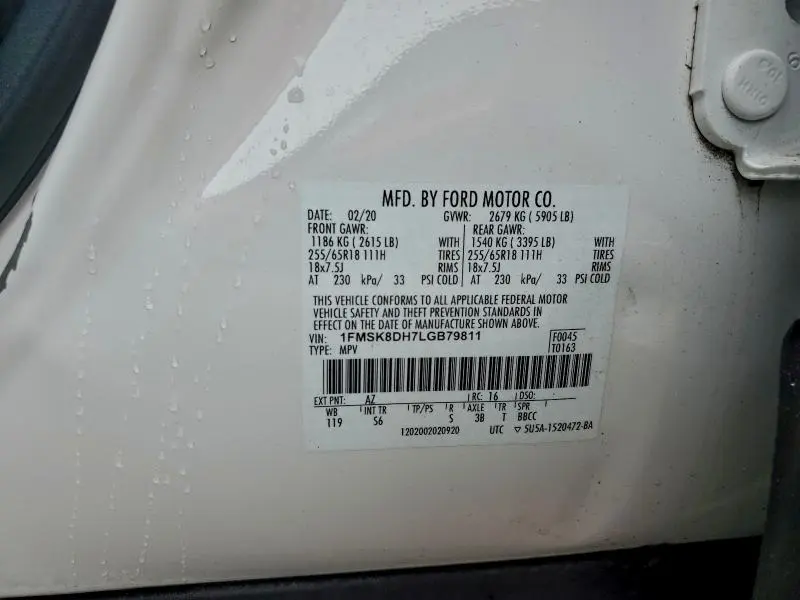 MFD. BY FORD MOTOR CO.
DATE: 02/20 GVWR: 2679 KG ( 5905 LB)
FRONT GAWR: REAR GAWR:
1186 KG ( 2615 LB) WITH 1540 KG ( 3395 LB) WITH
255/65R18 111H TIRES 255/65R18 111H TIRES
18x7.5J RIMS 18x7.5J RIMS
AT 230 kPa/ 33 PSI COLD AT 230 kPa/ 33 PSI COLD
THIS VEHICLE CONFORMS TO ALL APPLICABLE FEDERAL MOTOR
VEHICLE SAFETY AND THEFT PREVENTION STANDARDS IN
EFFECT ON THE DATE OF MANUFACTURE SHOWN ABOVE.
VIN: 1FMSK8DH7LGB79811 F0045
TYPE: MPV T0163
EXT PNT: AZ RC: 16 DSO:
WB INT TR TP/PS R AXLE TR SPR
119 S6 S 3B T BBCC
1202002020920 UTC ▽ 5U5A-1520472-BA